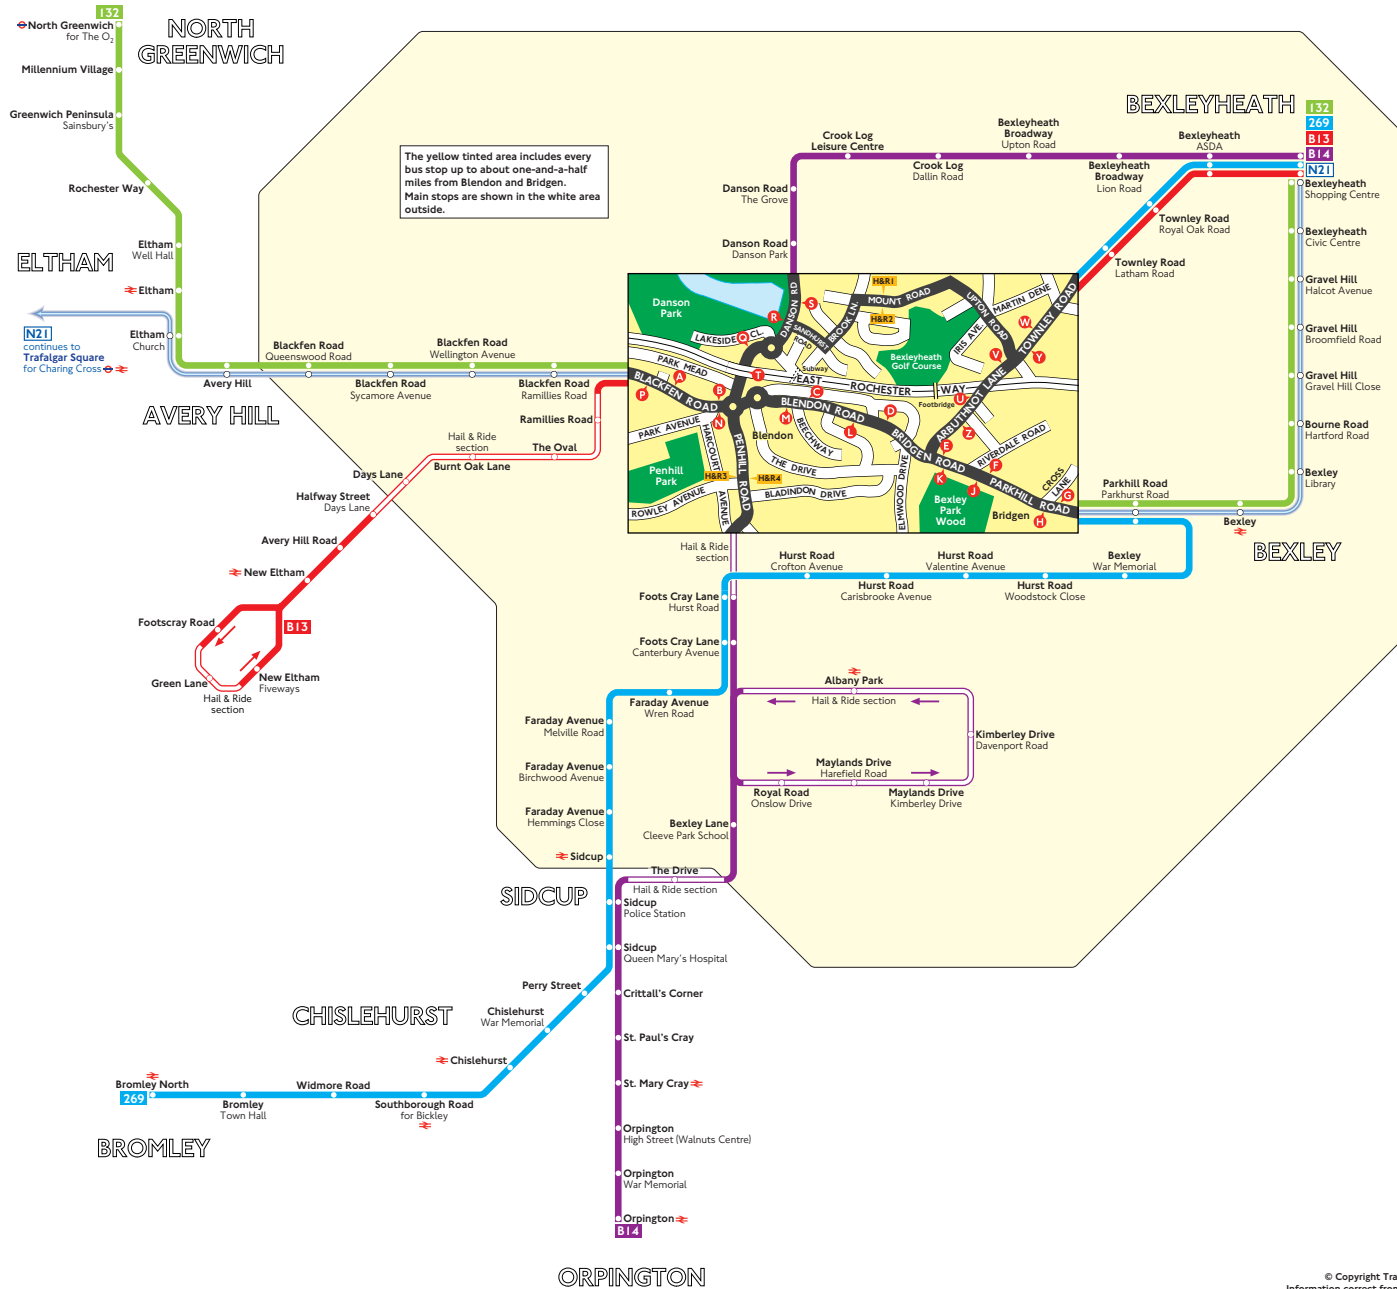 132
North Greenwich
for The O2
NORTH
GREENWICH
Millennium Village
Greenwich Peninsula
Sainsbury's
Rochester Way
Eltham
Well Hall
ELTHAM
Eltham
N21
continues to
Trafalgar Square
for Charing Cross
Eltham
Church
Avery Hill
AVERY HILL
The yellow tinted area includes every
bus stop up to about one-and-a-half
miles from Blendon and Bridgen.
Main stops are shown in the white area
outside.
Blackfen Road
Queenswood Road
Blackfen Road
Sycamore Avenue
Blackfen Road
Wellington Avenue
Blackfen Road
Ramillies Road
Ramillies Road
The Oval
Hail & Ride
section
Burnt Oak Lane
Days Lane
Halfway Street
Days Lane
Avery Hill Road
New Eltham
Footscray Road
B13
Green Lane
New Eltham
Fiveways
Hail & Ride
section
BEXLEYHEATH
132
269
B13
B14
N21
Crook Log
Leisure Centre
Crook Log
Dallin Road
Bexleyheath
Broadway
Upton Road
Bexleyheath
Broadway
Lion Road
Bexleyheath
ASDA
Danson Road
The Grove
Danson Road
Danson Park
Townley Road
Royal Oak Road
Townley Road
Latham Road
Bexleyheath
Shopping Centre
Bexleyheath
Civic Centre
Gravel Hill
Halcot Avenue
Gravel Hill
Broomfield Road
Gravel Hill
Gravel Hill Close
Bourne Road
Hartford Road
Bexley
Library
Parkhill Road
Parkhurst Road
Bexley
BEXLEY
Danson
Park
DANSON RD
S
R
LAKESIDE CL.
Q
SANDHURST
ROAD
BROOK LN.
H&R1
MOUNT ROAD
H&R2
UPTON ROAD
MARTIN DENE
IRIS AVE.
W
TOWNLEY ROAD
V
Y
Bexleyheath
Golf Course
Subway
T
EAST ROCHESTER WAY
Footbridge
U
ARBUTHNOT LANE
Z
PARK MEAD
A
P
BLACKFEN ROAD
B
N
C
BLENDON ROAD
M
D
L
BRIDGEN ROAD
E
K
J
F
RIVERDALE ROAD
PARKHILL ROAD
CROSS
LANE
G
H
Bridgen
Bexley
Park
Wood
Blendon
BEECHWAY
THE DRIVE
BLADINDON DRIVE
ELMWOOD DRIVE
PARK AVENUE
HARCOURT
AVENUE
PENHILL ROAD
Penhill
Park
H&R3
H&R4
ROWLEY AVENUE
Hail & Ride
section
Foots Cray Lane
Hurst Road
Foots Cray Lane
Canterbury Avenue
Hurst Road
Crofton Avenue
Hurst Road
Carisbrooke Avenue
Hurst Road
Valentine Avenue
Hurst Road
Woodstock Close
Bexley
War Memorial
Faraday Avenue
Wren Road
Faraday Avenue
Melville Road
Faraday Avenue
Birchwood Avenue
Faraday Avenue
Hemmings Close
Sidcup
SIDCUP
Albany Park
Hail & Ride section
Kimberley Drive
Davenport Road
Maylands Drive
Harefield Road
Royal Road
Onslow Drive
Maylands Drive
Kimberley Drive
Bexley Lane
Cleeve Park School
The Drive
Hail & Ride section
Sidcup
Police Station
Sidcup
Queen Mary's Hospital
Perry Street
Crittall's Corner
CHISLEHURST
Chislehurst
War Memorial
Chislehurst
St. Paul's Cray
St. Mary Cray
Bromley North
269
Bromley
Town Hall
Widmore Road
Southborough Road
for Bickley
BROMLEY
Orpington
High Street (Walnuts Centre)
Orpington
War Memorial
Orpington
B14
ORPINGTON
© Copyright Tra
Information correct from